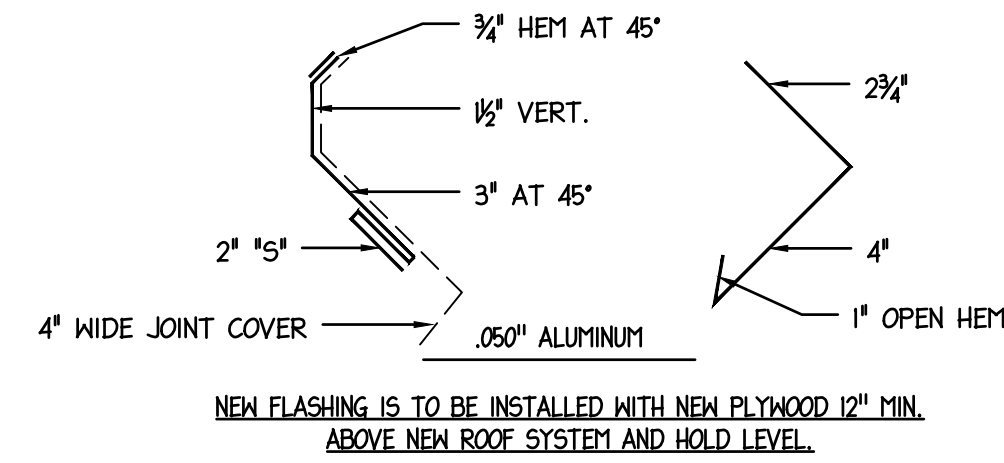 ¾" HEM AT 45°
2¾"
1½" VERT.
3" AT 45°
2" "S"
4"
4" WIDE JOINT COVER
1" OPEN HEM
.050" ALUMINUM
NEW FLASHING IS TO BE INSTALLED WITH NEW PLYWOOD 12" MIN.
ABOVE NEW ROOF SYSTEM AND HOLD LEVEL.